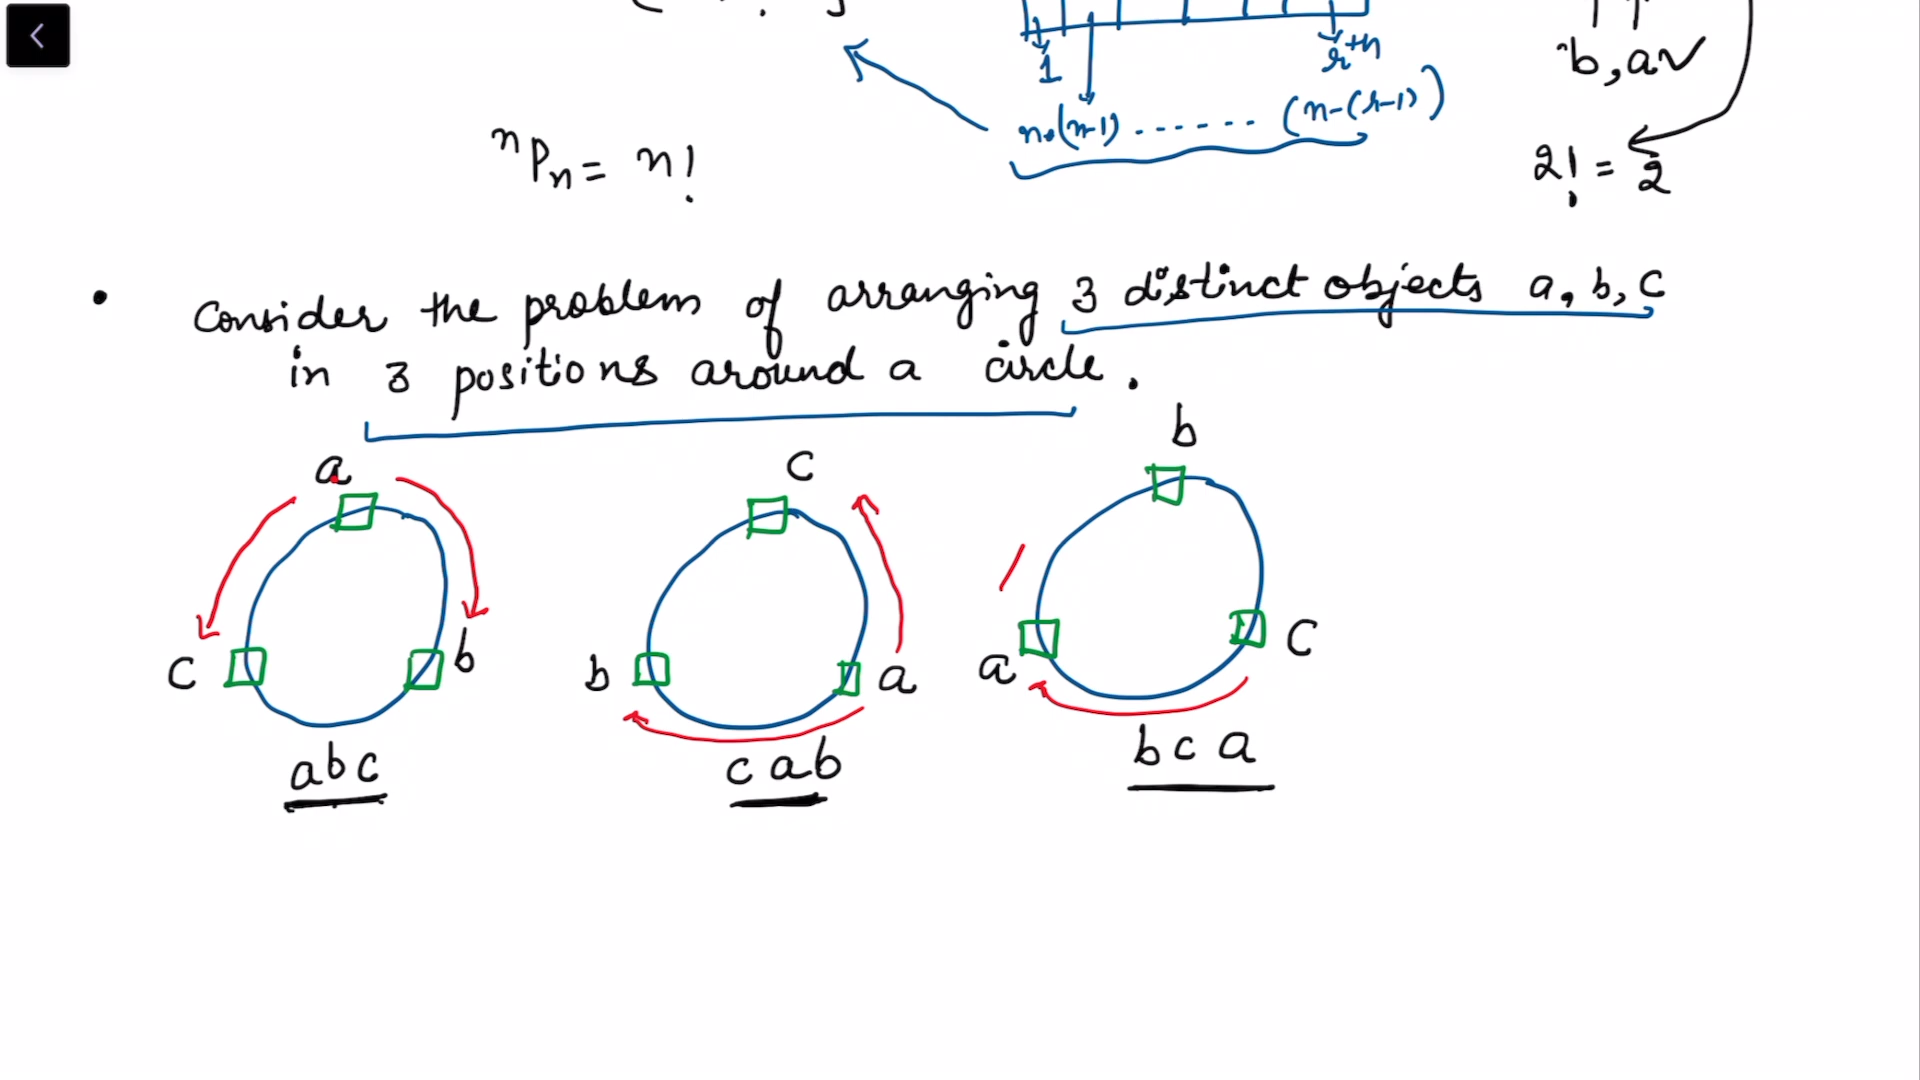 1
r^th
b, a✓
n.(n-1) ....... (n-(r-1))
ⁿPₙ = n!
2! = 2
• Consider the problem of arranging 3 distinct objects a, b, c
in 3 positions around a circle.
a
c
b
b
c
a
b
a
c
abc
cab
bca